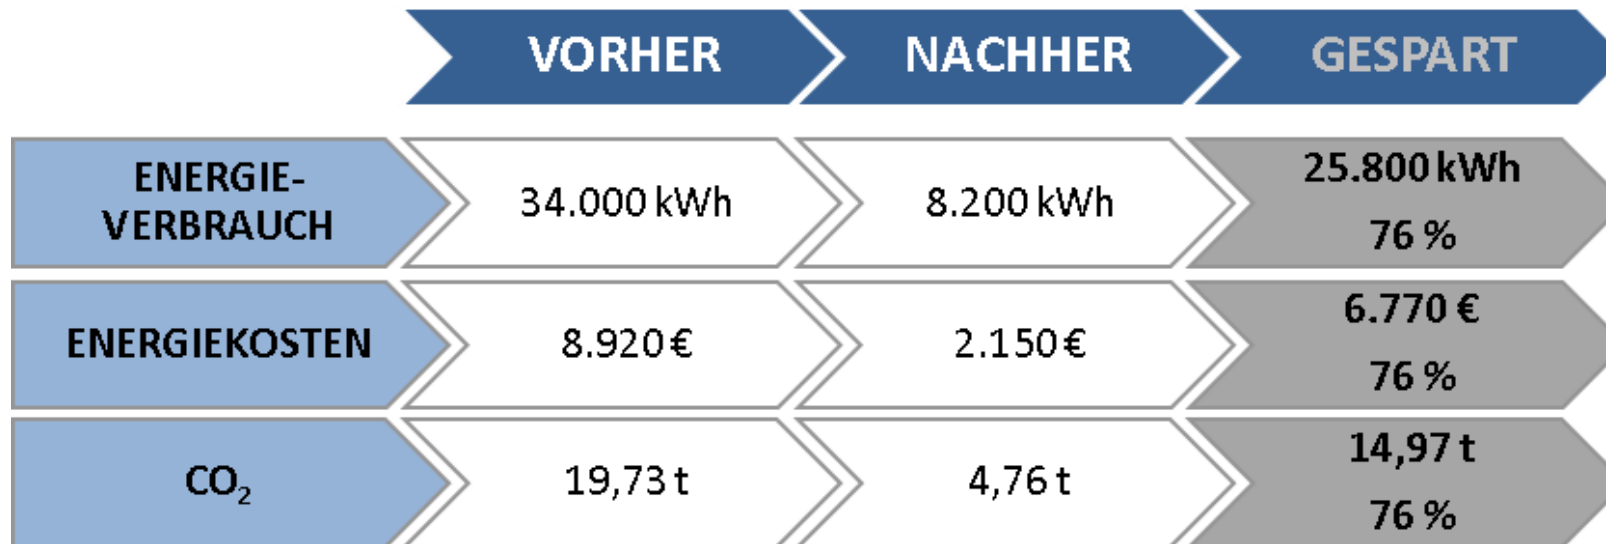 VORHER NACHHER GESPART
ENERGIE-
VERBRAUCH
34.000 kWh
8.200 kWh
25.800 kWh
76 %
ENERGIEKOSTEN
8.920 €
2.150 €
6.770 €
76 %
CO₂
19,73 t
4,76 t
14,97 t
76 %